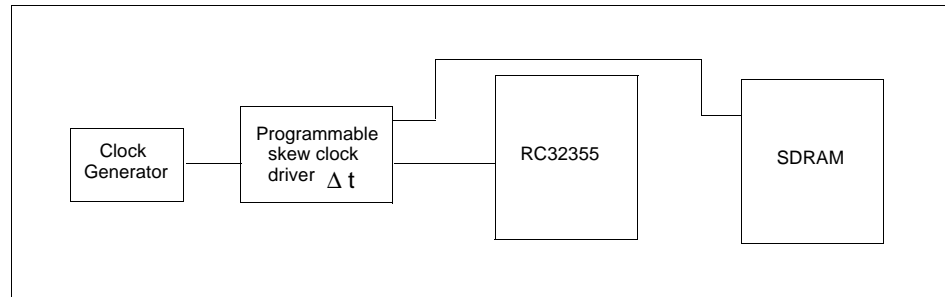 Clock
Generator
Programmable
skew clock
driver Δ t
RC32355
SDRAM